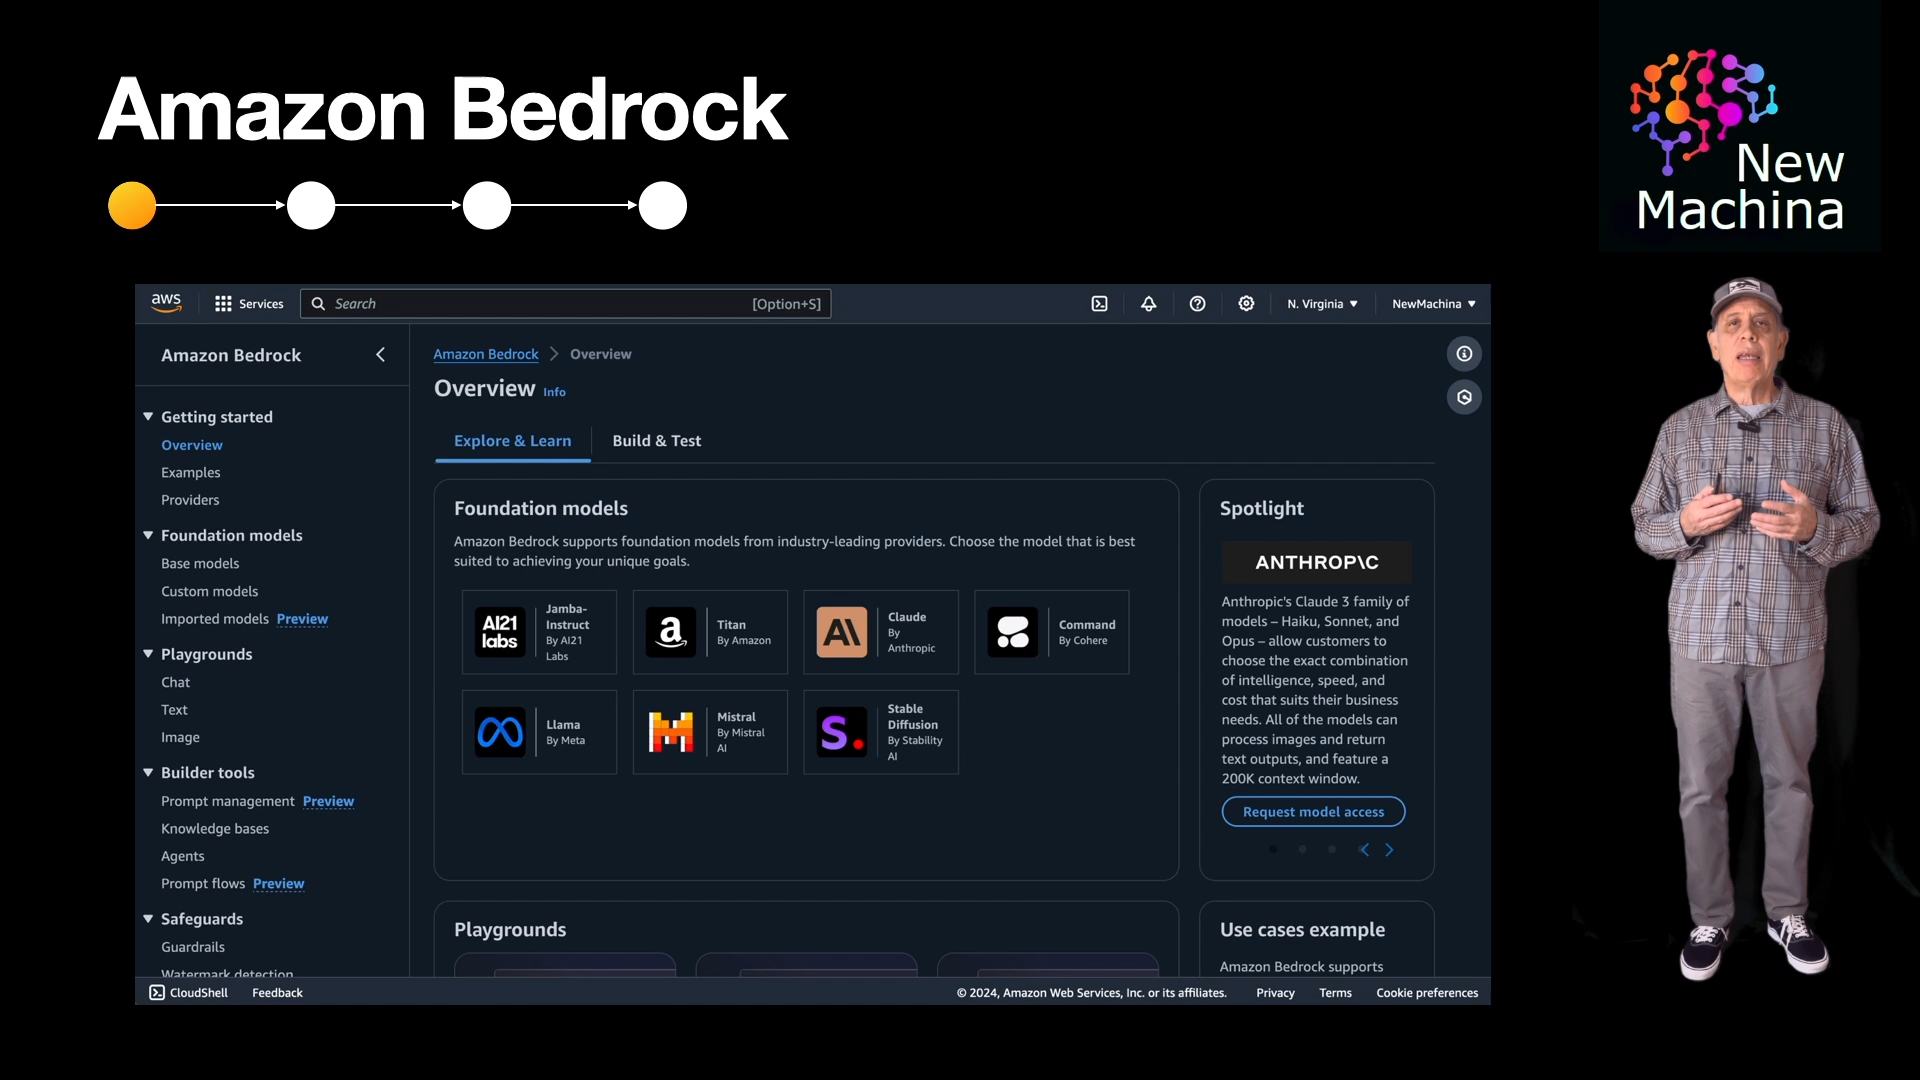 Amazon Bedrock
New
Machina
aws
Services
Search
[Option+S]
N. Virginia
NewMachina
Amazon Bedrock
Getting started
Overview
Examples
Providers
Foundation models
Base models
Custom models
Imported models Preview
Playgrounds
Chat
Text
Image
Builder tools
Prompt management Preview
Knowledge bases
Agents
Prompt flows Preview
Safeguards
Guardrails
Watermark detection
Amazon Bedrock > Overview
Overview Info
Explore & Learn
Build & Test
Foundation models
Amazon Bedrock supports foundation models from industry-leading providers. Choose the model that is best
suited to achieving your unique goals.
AI21
labs
Jamba-
Instruct
By AI21
Labs
Titan
By Amazon
Claude
By
Anthropic
Command
By Cohere
Llama
By Meta
Mistral
By Mistral
AI
S.
Stable
Diffusion
By Stability
AI
Spotlight
ANTHROP\C
Anthropic's Claude 3 family of
models – Haiku, Sonnet, and
Opus – allow customers to
choose the exact combination
of intelligence, speed, and
cost that suits their business
needs. All of the models can
process images and return
text outputs, and feature a
200K context window.
Request model access
Playgrounds
Use cases example
Amazon Bedrock supports
CloudShell
Feedback
© 2024, Amazon Web Services, Inc. or its affiliates.
Privacy
Terms
Cookie preferences